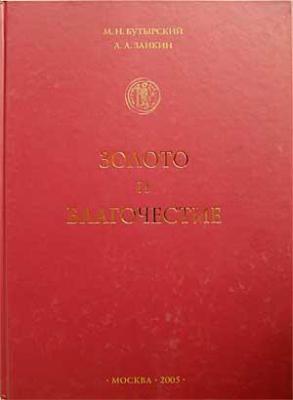 М. Н. БУТЫРСКИЙ
А. А. ЗАИКИН
ЗОЛОТО
И
БЛАГОЧЕСТИЕ
· МОСКВА · 2005 ·